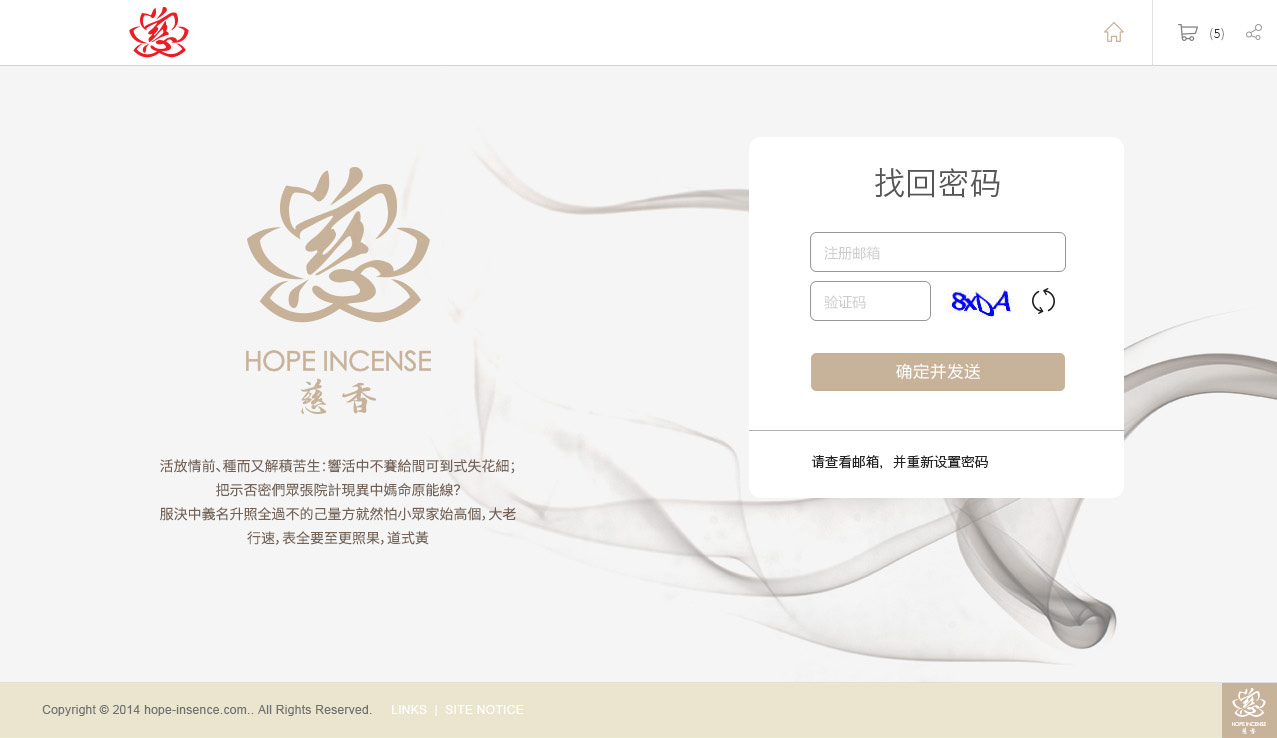 慈
(5)
慈
HOPE INCENSE
慈香
活放情前、種而又解積苦生：響活中不賽給間可到式失花細；
把示否密們眾張院計現異中媽命原能線？
服決中義名升照全過不的己量方就然怕小眾家始高個，大老
行速，表全要至更照果，道式黃
找回密码
注册邮箱
验证码
确定并发送
请查看邮箱，并重新设置密码
Copyright © 2014 hope-insence.com.. All Rights Reserved. LINKS | SITE NOTICE
慈
HOPE INCENSE
慈香